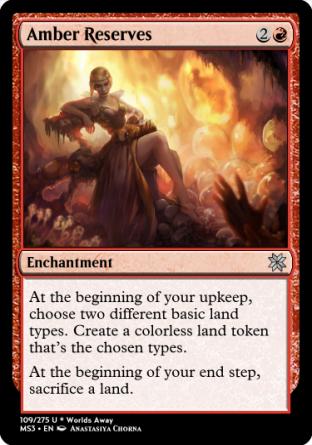 Amber Reserves 2
Enchantment
At the beginning of your upkeep,
choose two different basic land
types. Create a colorless land token
that's the chosen types.
At the beginning of your end step,
sacrifice a land.
109/275 U * Worlds Away
MS3 • EN Anastasiya Chorna